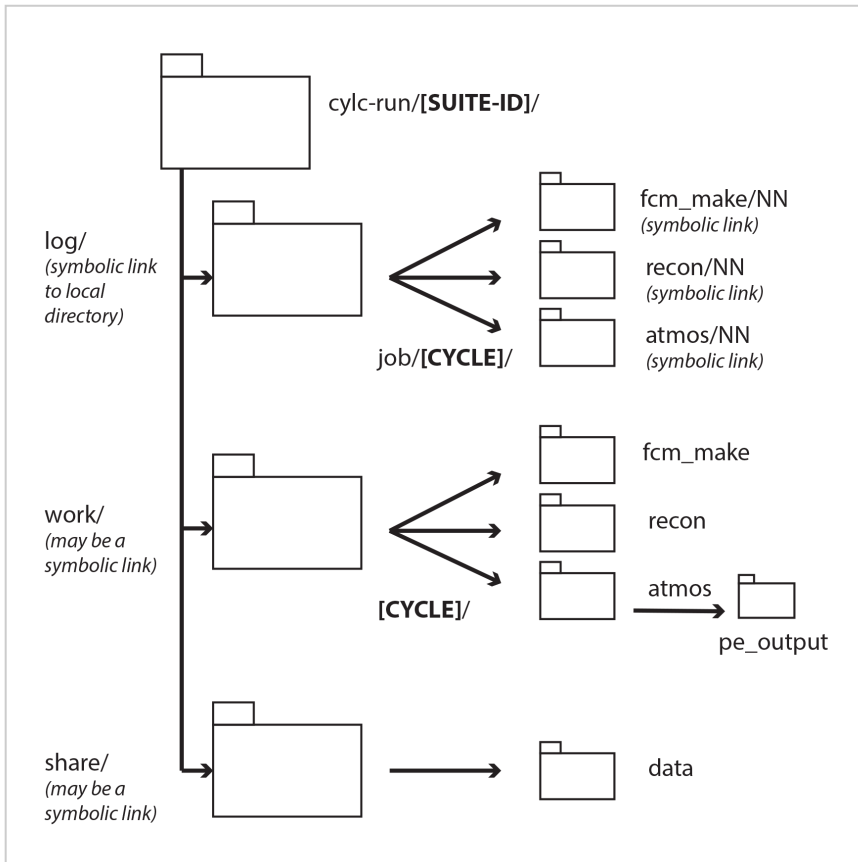 cylc-run/[SUITE-ID]/
log/
(symbolic link
to local
directory)
job/[CYCLE]/
fcm_make/NN
(symbolic link)
recon/NN
(symbolic link)
atmos/NN
(symbolic link)
work/
(may be a
symbolic link)
[CYCLE]/
fcm_make
recon
atmos
pe_output
share/
(may be a
symbolic link)
data